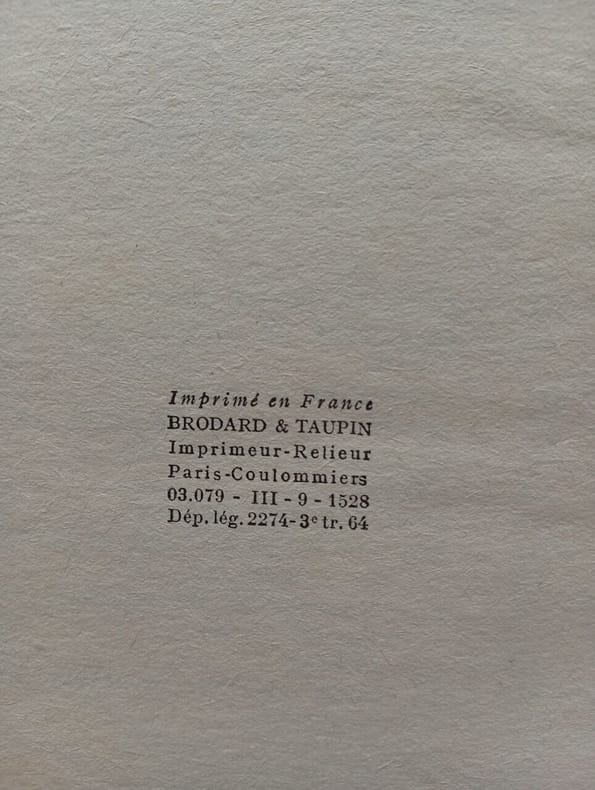 Imprimé en France
BRODARD & TAUPIN
Imprimeur-Relieur
Paris-Coulommiers
03.079 - III - 9 - 1528
Dép. lég. 2274-3e tr. 64